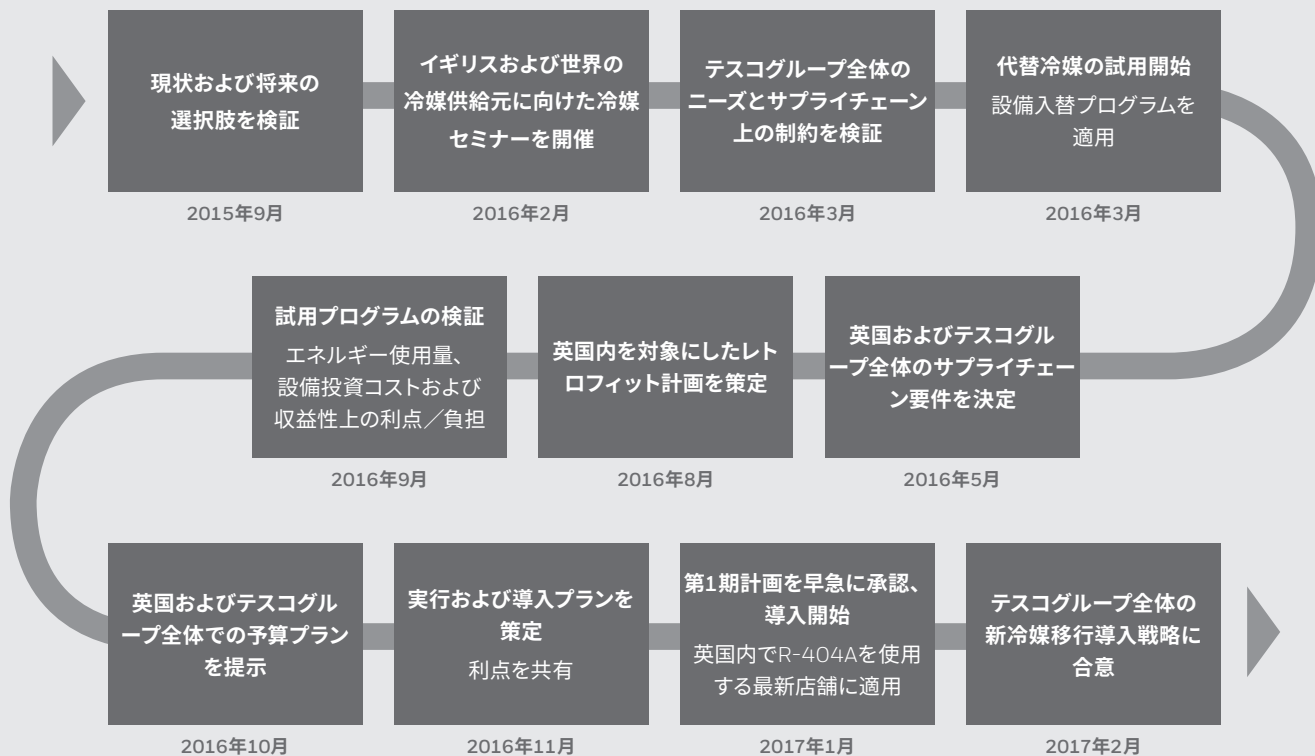 現状および将来の
選択肢を検証
2015年9月
イギリスおよび世界の
冷媒供給元に向けた冷媒
セミナーを開催
2016年2月
テスコグループ全体の
ニーズとサプライチェーン
上の制約を検証
2016年3月
代替冷媒の試用開始
設備入替プログラムを
適用
2016年3月
英国およびテスコグル
ープ全体のサプライチェー
ン要件を決定
2016年5月
英国内を対象にしたレト
ロフィット計画を策定
2016年8月
試用プログラムの検証
エネルギー使用量、
設備投資コストおよび
収益性上の利点／負担
2016年9月
英国およびテスコグル
ープ全体での予算プラン
を提示
2016年10月
実行および導入プランを
策定
利点を共有
2016年11月
第1期計画を早急に承認、
導入開始
英国内でR-404Aを使用
する最新店舗に適用
2017年1月
テスコグループ全体の
新冷媒移行導入戦略に
合意
2017年2月